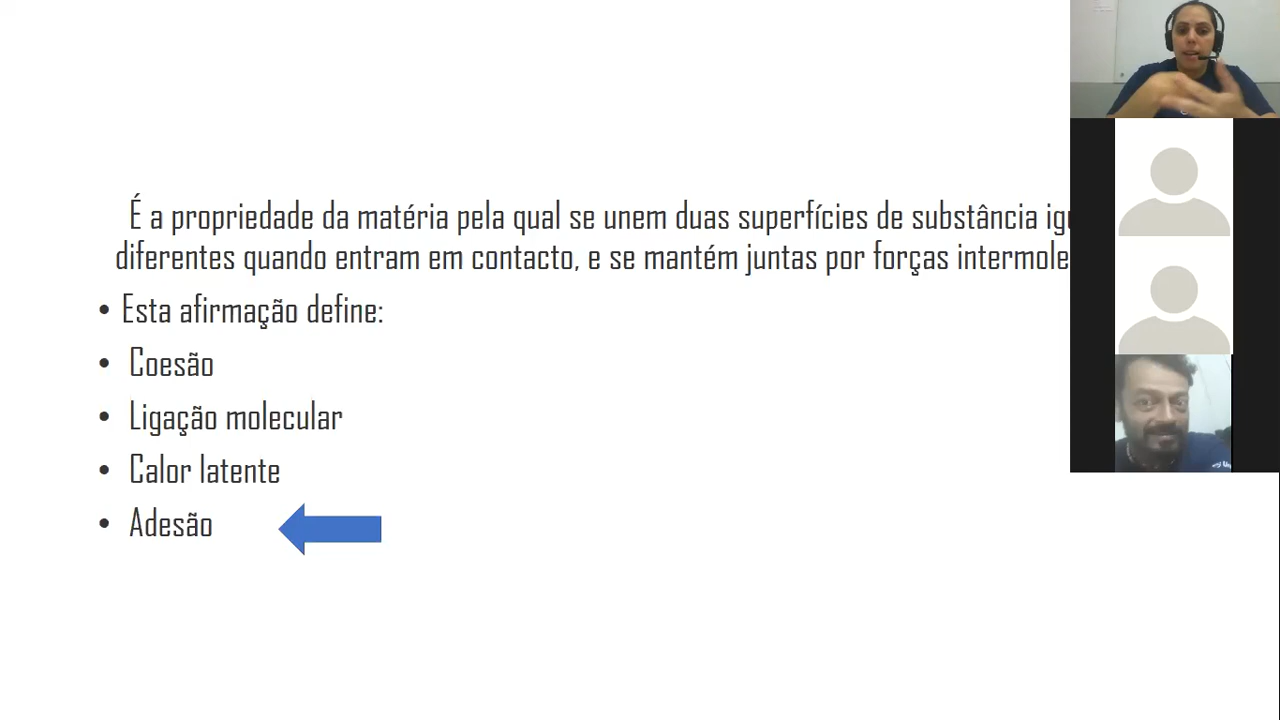 É a propriedade da matéria pela qual se unem duas superfícies de substância
diferentes quando entram em contacto, e se mantém juntas por forças
• Esta afirmação define:
• Coesão
• Ligação molecular
• Calor latente
• Adesão